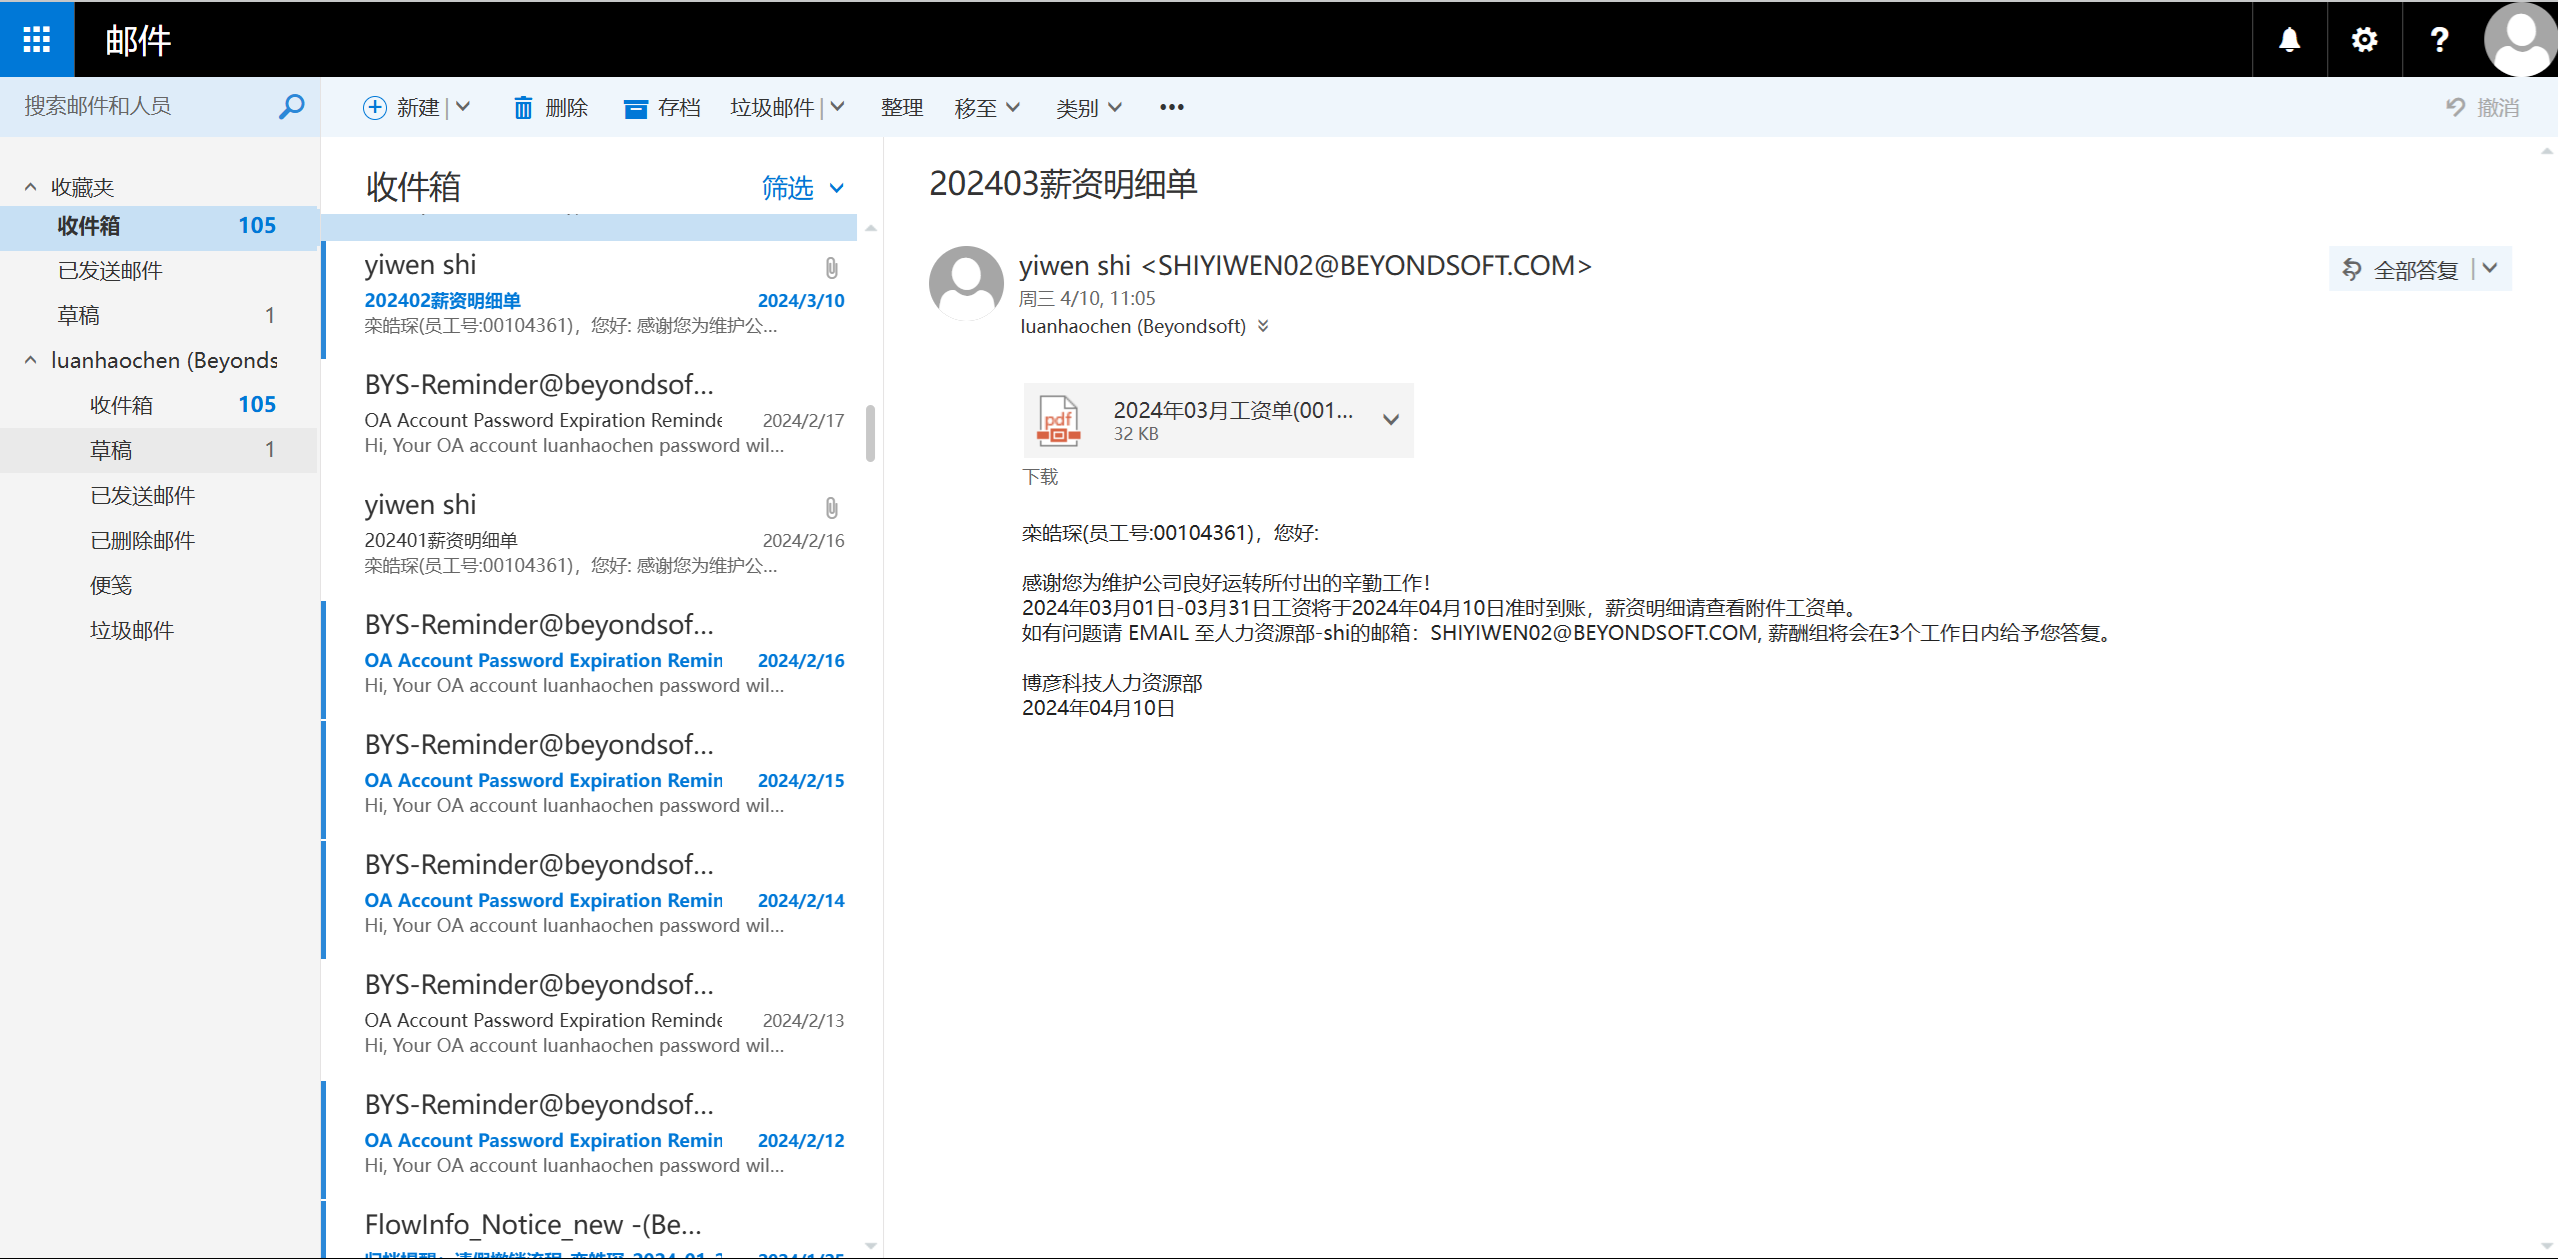 邮件
搜索邮件和人员
新建
删除
存档
垃圾邮件
整理
移至
类别
•••
撤消
收藏夹
收件箱 105
已发送邮件
草稿 1
luanhaochen (Beyonds
收件箱 105
草稿 1
已发送邮件
已删除邮件
便笺
垃圾邮件
收件箱
筛选
yiwen shi
202402薪资明细单 2024/3/10
栾皓琛(员工号:00104361)，您好: 感谢您为维护公...
BYS-Reminder@beyondsof...
OA Account Password Expiration Reminde 2024/2/17
Hi, Your OA account luanhaochen password wil...
yiwen shi
202401薪资明细单 2024/2/16
栾皓琛(员工号:00104361)，您好: 感谢您为维护公...
BYS-Reminder@beyondsof...
OA Account Password Expiration Remin 2024/2/16
Hi, Your OA account luanhaochen password wil...
BYS-Reminder@beyondsof...
OA Account Password Expiration Remin 2024/2/15
Hi, Your OA account luanhaochen password wil...
BYS-Reminder@beyondsof...
OA Account Password Expiration Remin 2024/2/14
Hi, Your OA account luanhaochen password wil...
BYS-Reminder@beyondsof...
OA Account Password Expiration Reminde 2024/2/13
Hi, Your OA account luanhaochen password wil...
BYS-Reminder@beyondsof...
OA Account Password Expiration Remin 2024/2/12
Hi, Your OA account luanhaochen password wil...
FlowInfo_Notice_new -(Be...
202403薪资明细单
yiwen shi <SHIYIWEN02@BEYONDSOFT.COM>
周三 4/10, 11:05
luanhaochen (Beyondsoft)
全部答复
pdf
2024年03月工资单(001...
32 KB
下载
栾皓琛(员工号:00104361)，您好:
感谢您为维护公司良好运转所付出的辛勤工作！
2024年03月01日-03月31日工资将于2024年04月10日准时到账，薪资明细请查看附件工资单。
如有问题请 EMAIL 至人力资源部-shi的邮箱：SHIYIWEN02@BEYONDSOFT.COM, 薪酬组将会在3个工作日内给予您答复。
博彦科技人力资源部
2024年04月10日